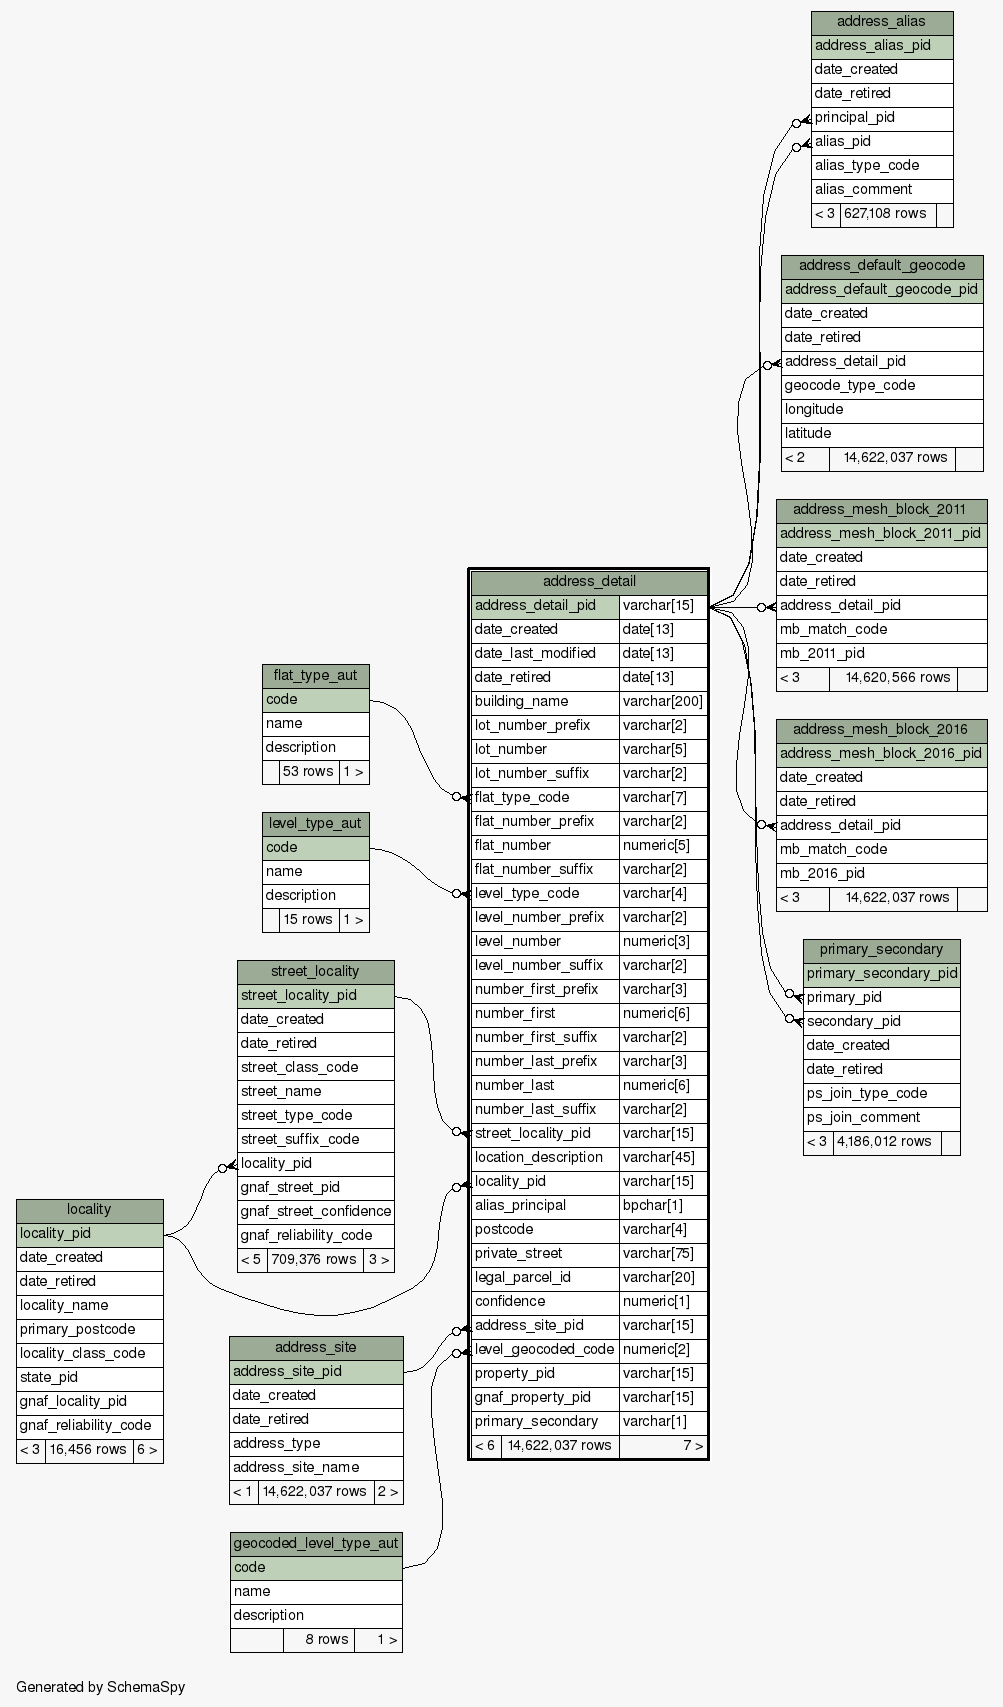 address_alias
address_alias_pid
date_created
date_retired
principal_pid
alias_pid
alias_type_code
alias_comment
< 3 627,108 rows
address_default_geocode
address_default_geocode_pid
date_created
date_retired
address_detail_pid
geocode_type_code
longitude
latitude
< 2 14,622,037 rows
address_mesh_block_2011
address_mesh_block_2011_pid
date_created
date_retired
address_detail_pid
mb_match_code
mb_2011_pid
< 3 14,620,566 rows
address_mesh_block_2016
address_mesh_block_2016_pid
date_created
date_retired
address_detail_pid
mb_match_code
mb_2016_pid
< 3 14,622,037 rows
primary_secondary
primary_secondary_pid
primary_pid
secondary_pid
date_created
date_retired
ps_join_type_code
ps_join_comment
< 3 4,186,012 rows
address_detail
address_detail_pid varchar[15]
date_created date[13]
date_last_modified date[13]
date_retired date[13]
building_name varchar[200]
lot_number_prefix varchar[2]
lot_number varchar[5]
lot_number_suffix varchar[2]
flat_type_code varchar[7]
flat_number_prefix varchar[2]
flat_number numeric[5]
flat_number_suffix varchar[2]
level_type_code varchar[4]
level_number_prefix varchar[2]
level_number numeric[3]
level_number_suffix varchar[2]
number_first_prefix varchar[3]
number_first numeric[6]
number_first_suffix varchar[2]
number_last_prefix varchar[3]
number_last numeric[6]
number_last_suffix varchar[2]
street_locality_pid varchar[15]
location_description varchar[45]
locality_pid varchar[15]
alias_principal bpchar[1]
postcode varchar[4]
private_street varchar[75]
legal_parcel_id varchar[20]
confidence numeric[1]
address_site_pid varchar[15]
level_geocoded_code numeric[2]
property_pid varchar[15]
gnaf_property_pid varchar[15]
primary_secondary varchar[1]
< 6 14,622,037 rows 7 >
flat_type_aut
code
name
description
53 rows 1 >
level_type_aut
code
name
description
15 rows 1 >
street_locality
street_locality_pid
date_created
date_retired
street_class_code
street_name
street_type_code
street_suffix_code
locality_pid
gnaf_street_pid
gnaf_street_confidence
gnaf_reliability_code
< 5 709,376 rows 3 >
locality
locality_pid
date_created
date_retired
locality_name
primary_postcode
locality_class_code
state_pid
gnaf_locality_pid
gnaf_reliability_code
< 3 16,456 rows 6 >
address_site
address_site_pid
date_created
date_retired
address_type
address_site_name
< 1 14,622,037 rows 2 >
geocoded_level_type_aut
code
name
description
8 rows 1 >
Generated by SchemaSpy